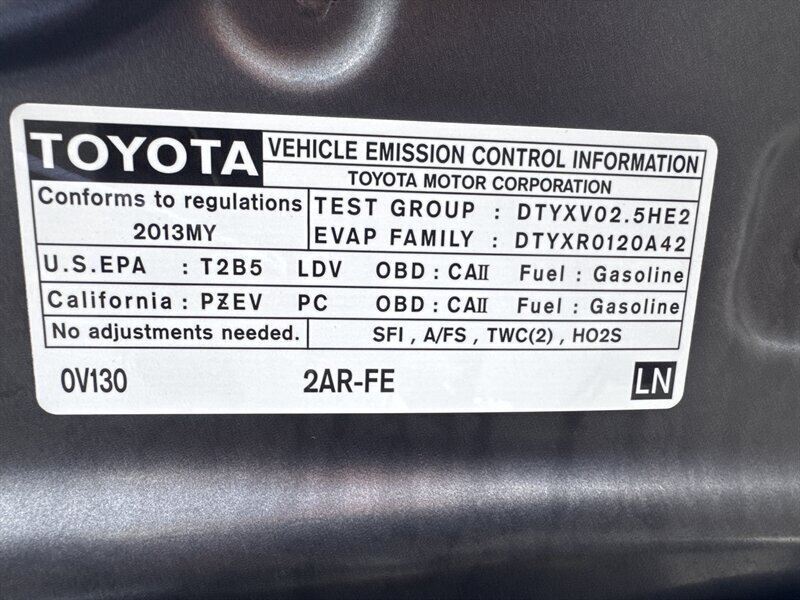 TOYOTA VEHICLE EMISSION CONTROL INFORMATION
TOYOTA MOTOR CORPORATION
Conforms to regulations
2013MY
TEST GROUP : DTYXV02.5HE2
EVAP FAMILY : DTYXR0120A42
U.S.EPA : T2B5 LDV OBD : CAII Fuel : Gasoline
California : PZEV PC OBD : CAII Fuel : Gasoline
No adjustments needed. SFI , A/FS , TWC(2) , HO2S
0V130 2AR-FE LN